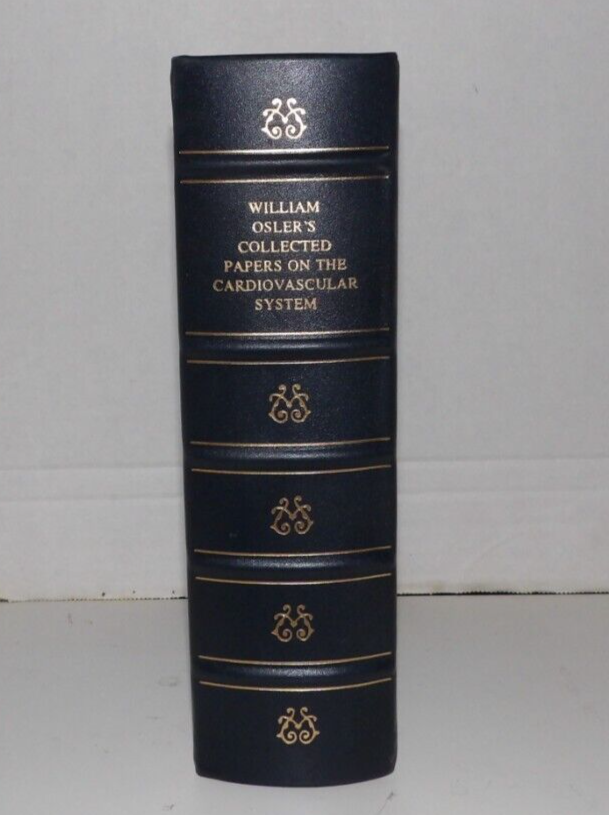 WILLIAM
OSLER'S
COLLECTED
PAPERS ON THE
CARDIOVASCULAR
SYSTEM